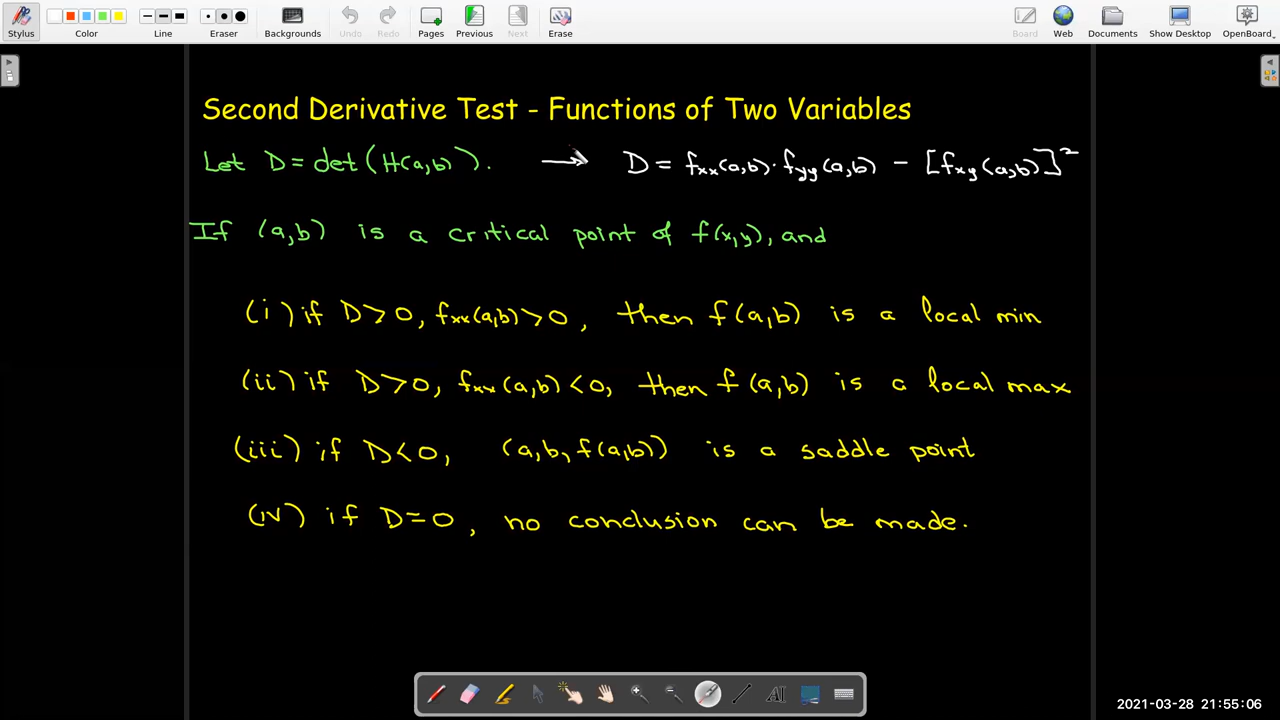 Stylus Color Line Eraser Backgrounds Undo Redo Pages Previous Next Erase Board Web Documents Show Desktop OpenBoard
Second Derivative Test - Functions of Two Variables
Let D = det(H(a,b)). → D = fxx(a,b)·fyy(a,b) - [fxy(a,b)]²
If (a,b) is a critical point of f(x,y), and
(i) if D>0, fxx(a,b)>0, then f(a,b) is a local min
(ii) if D>0, fxx(a,b)<0, then f(a,b) is a local max
(iii) if D<0, (a,b,f(a,b)) is a saddle point
(iv) if D=0, no conclusion can be made.
AI
2021-03-28 21:55:06